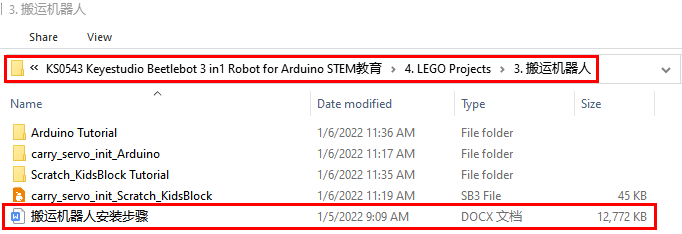 3. 搬运机器人
Share View
« KS0543 Keyestudio Beetlebot 3 in1 Robot for Arduino STEM教育 › 4. LEGO Projects › 3. 搬运机器人
Name Date modified Type Size
Arduino Tutorial 1/6/2022 11:36 AM File folder
carry_servo_init_Arduino 1/6/2022 11:17 AM File folder
Scratch_KidsBlock Tutorial 1/6/2022 11:35 AM File folder
carry_servo_init_Scratch_KidsBlock 1/6/2022 11:19 AM SB3 File 45 KB
搬运机器人安装步骤 1/5/2022 9:09 AM DOCX 文档 12,772 KB